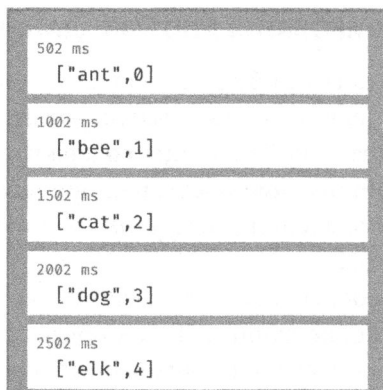 502 ms
["ant",0]
1002 ms
["bee",1]
1502 ms
["cat",2]
2002 ms
["dog",3]
2502 ms
["elk",4]